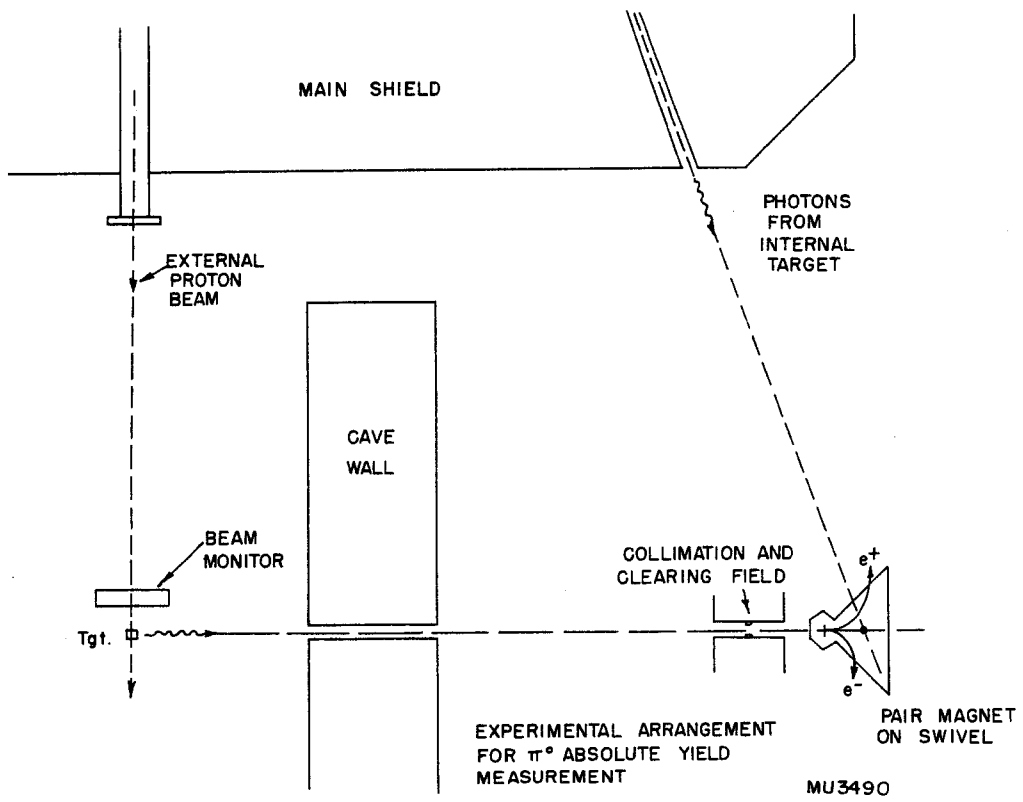 MAIN SHIELD
PHOTONS
FROM
INTERNAL
TARGET
EXTERNAL
PROTON
BEAM
CAVE
WALL
BEAM
MONITOR
COLLIMATION AND
CLEARING FIELD
e+
Tgt.
e-
PAIR MAGNET
ON SWIVEL
EXPERIMENTAL ARRANGEMENT
FOR π° ABSOLUTE YIELD
MEASUREMENT
MU3490